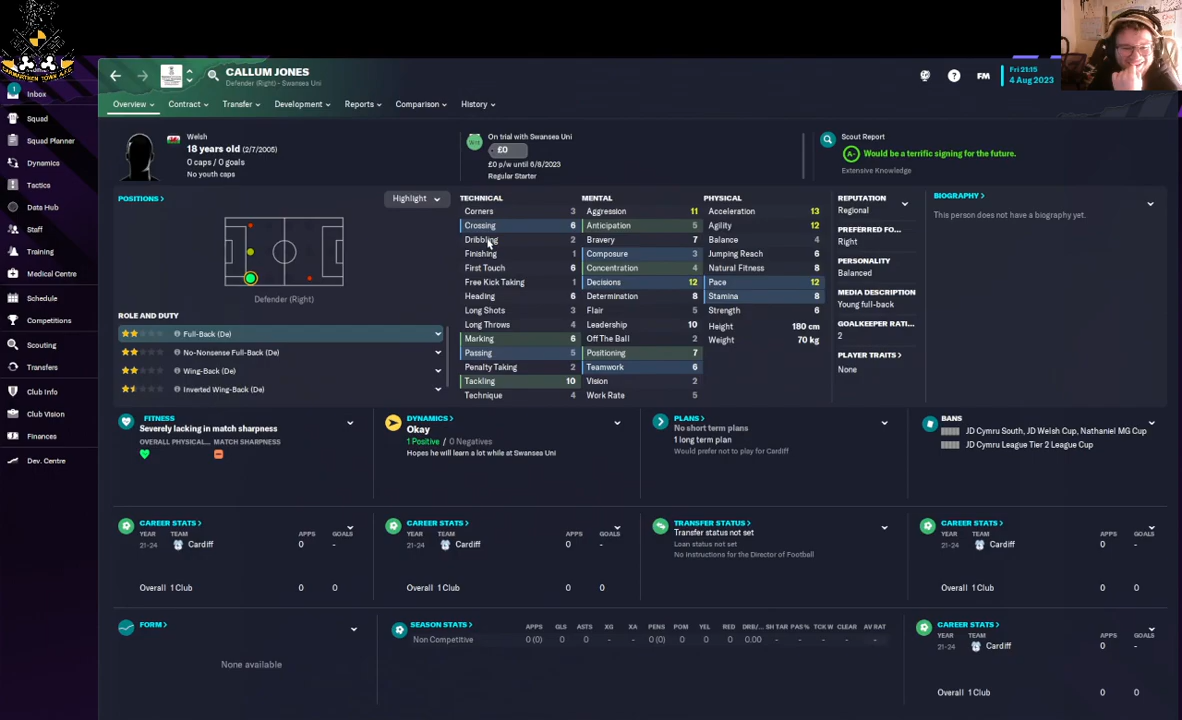 CARMARTHEN TOWN A.F.C.
CALLUM JONES
Defender (Right) - Swansea Uni
FM
Fri 21:15
4 Aug 2023
Overview
Contract
Transfer
Development
Reports
Comparison
History
1
Inbox
Squad
Squad Planner
Dynamics
Tactics
Data Hub
Staff
Training
Medical Centre
Schedule
Competitions
Scouting
Transfers
Club Info
Club Vision
Finances
Dev. Centre
Welsh
18 years old (2/7/2005)
0 caps / 0 goals
No youth caps
On trial with Swansea Uni
£0
£0 p/w until 6/8/2023
Regular Starter
Scout Report
A- Would be a terrific signing for the future.
Extensive Knowledge
POSITIONS >
Highlight
Defender (Right)
ROLE AND DUTY
Full-Back (De)
No-Nonsense Full-Back (De)
Wing-Back (De)
Inverted Wing-Back (De)
TECHNICAL
Corners 3
Crossing 6
Dribbling 2
Finishing 1
First Touch 6
Free Kick Taking 1
Heading 6
Long Shots 3
Long Throws 4
Marking 6
Passing 5
Penalty Taking 2
Tackling 10
Technique 4
MENTAL
Aggression 11
Anticipation 5
Bravery 7
Composure 3
Concentration 4
Decisions 12
Determination 8
Flair 5
Leadership 10
Off The Ball 2
Positioning 7
Teamwork 6
Vision 2
Work Rate 5
PHYSICAL
Acceleration 13
Agility 12
Balance 4
Jumping Reach 6
Natural Fitness 8
Pace 12
Stamina 8
Strength 6
Height 180 cm
Weight 70 kg
REPUTATION
Regional
PREFERRED FO...
Right
PERSONALITY
Balanced
MEDIA DESCRIPTION
Young full-back
GOALKEEPER RATI...
2
PLAYER TRAITS >
None
BIOGRAPHY >
This person does not have a biography yet.
FITNESS >
Severely lacking in match sharpness
OVERALL PHYSICAL... MATCH SHARPNESS
DYNAMICS >
Okay
1 Positive / 0 Negatives
Hopes he will learn a lot while at Swansea Uni
PLANS >
No short term plans
1 long term plan
Would prefer not to play for Cardiff
BANS
JD Cymru South, JD Welsh Cup, Nathaniel MG Cup
JD Cymru League Tier 2 League Cup
CAREER STATS >
YEAR TEAM APPS GOALS
21-24 Cardiff 0 -
Overall 1 Club 0 0
CAREER STATS >
YEAR TEAM APPS GOALS
21-24 Cardiff 0 -
Overall 1 Club 0 0
TRANSFER STATUS >
Transfer status not set
Loan status not set
No instructions for the Director of Football
CAREER STATS >
YEAR TEAM APPS GOALS
21-24 Cardiff 0 -
Overall 1 Club 0 0
FORM >
None available
SEASON STATS >
APPS GLS ASTS XG XA PENS POM YEL RED DRB/... SH TAR PAS % TCK W CLEAR AV RAT
Non Competitive 0 (0) 0 0 - - 0 (0) 0 0 0 0.00 - - - - -
CAREER STATS >
YEAR TEAM APPS GOALS
21-24 Cardiff 0 -
Overall 1 Club 0 0